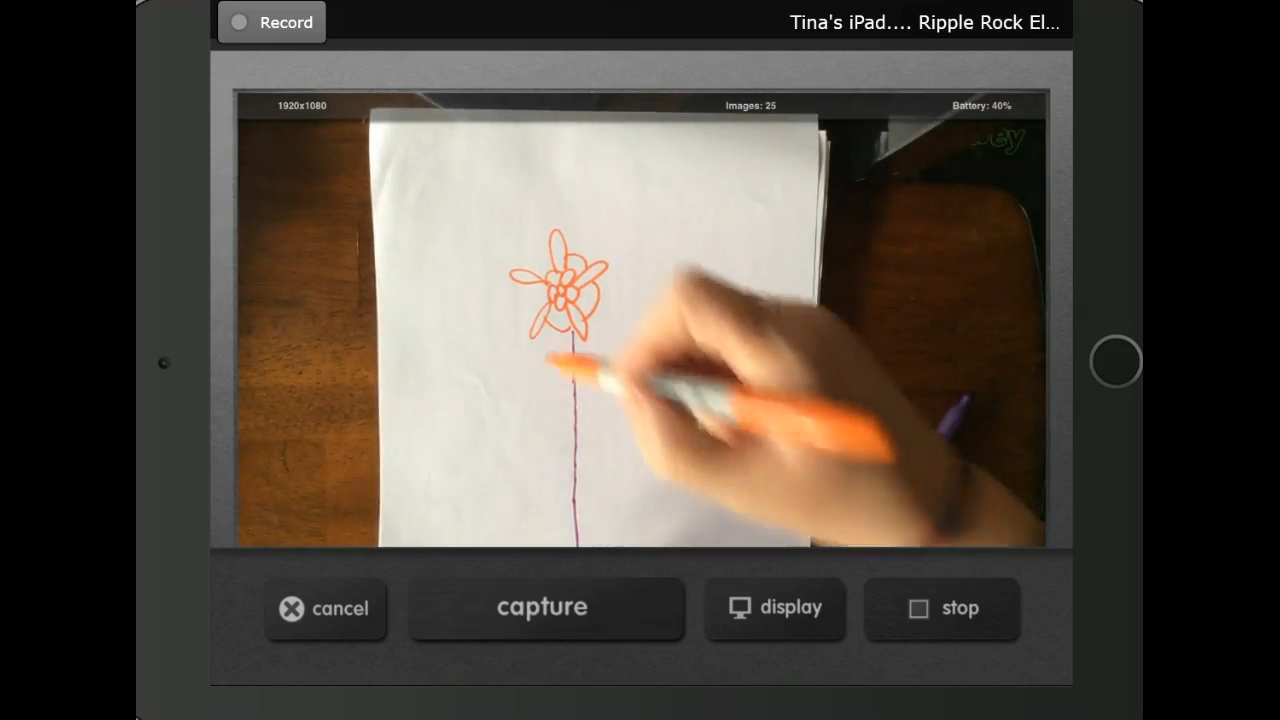 Record
Tina's iPad.... Ripple Rock El...
1920x1080
Images: 25
Battery: 40%
cancel
capture
display
stop